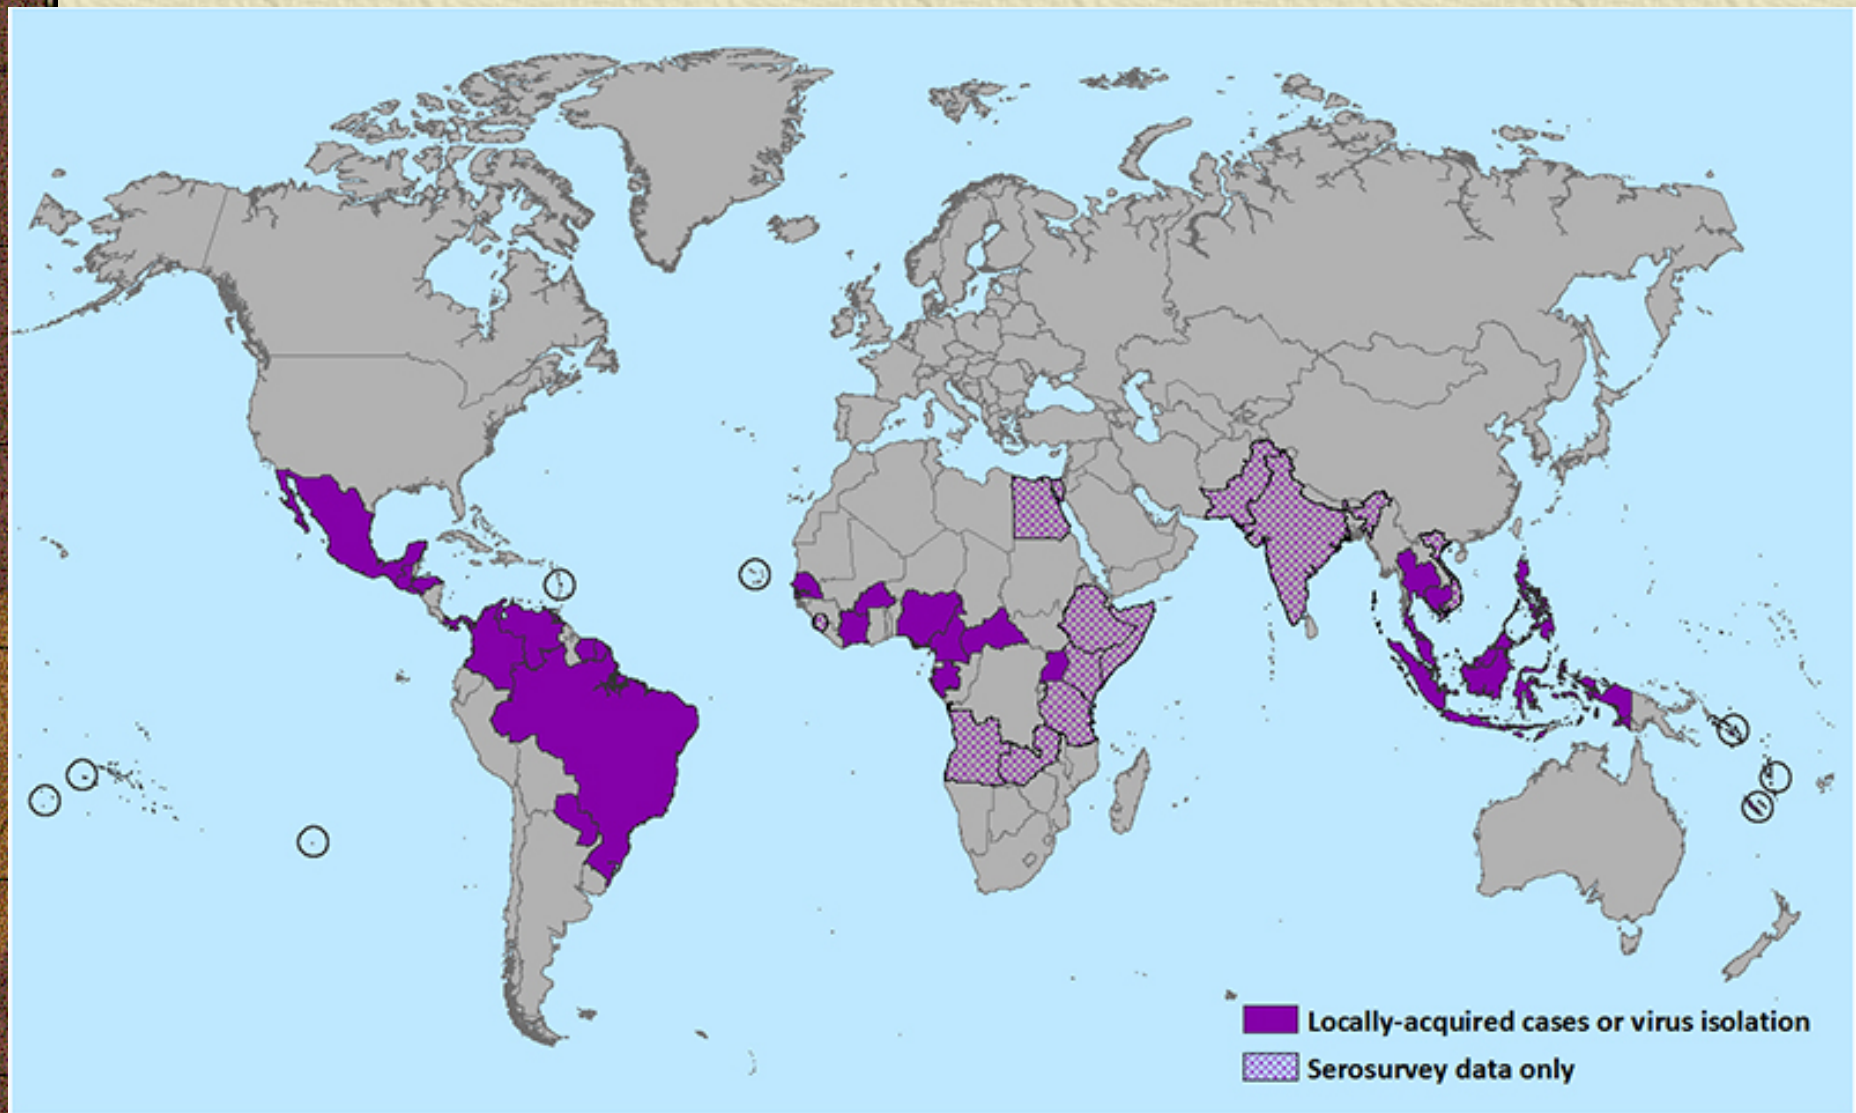 Locally-acquired cases or virus isolation
Serosurvey data only